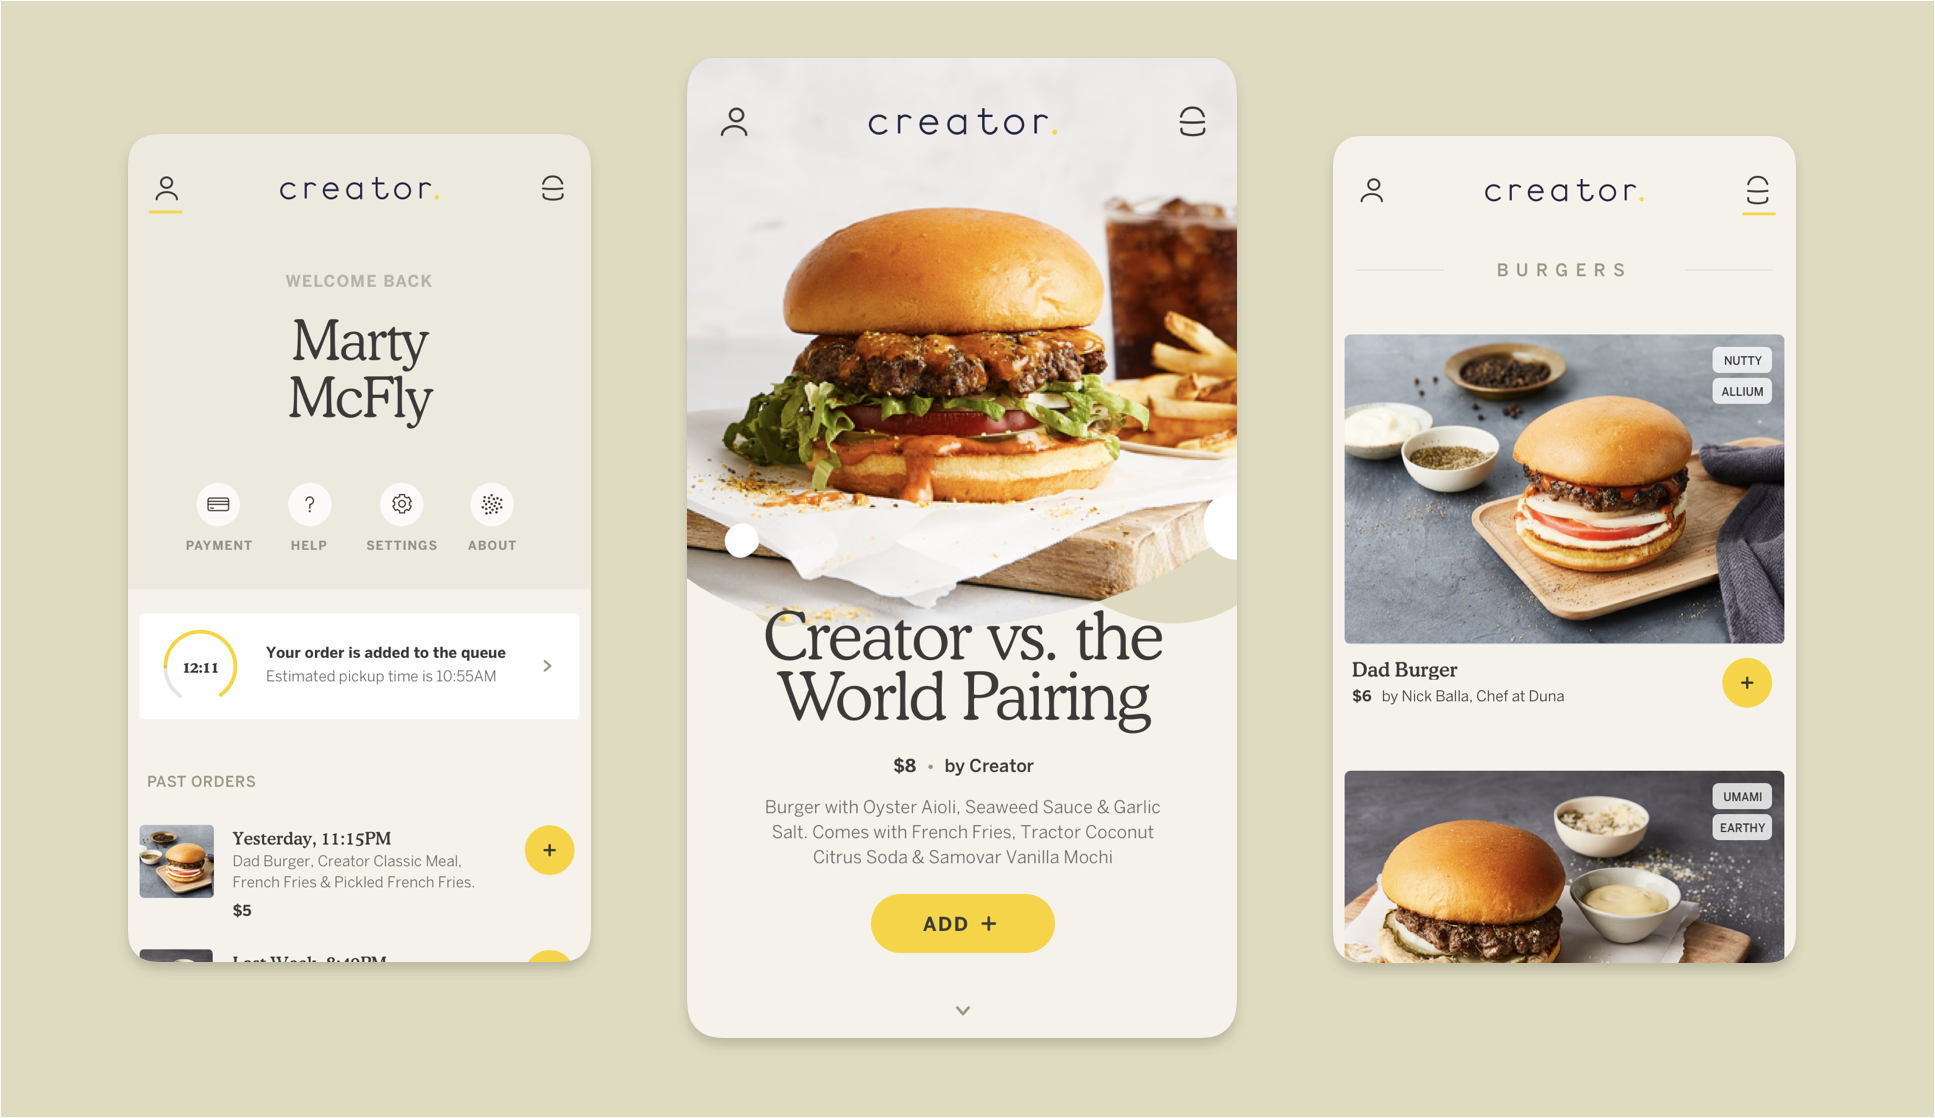 creator.
WELCOME BACK
Marty
McFly
PAYMENT
HELP
SETTINGS
ABOUT
12:11
Your order is added to the queue
Estimated pickup time is 10:55AM
PAST ORDERS
Yesterday, 11:15PM
Dad Burger, Creator Classic Meal,
French Fries & Pickled French Fries.
$5
Last Week, 8:49PM
creator.
Creator vs. the
World Pairing
$8 • by Creator
Burger with Oyster Aioli, Seaweed Sauce & Garlic
Salt. Comes with French Fries, Tractor Coconut
Citrus Soda & Samovar Vanilla Mochi
ADD +
creator.
BURGERS
NUTTY
ALLIUM
Dad Burger
$6 by Nick Balla, Chef at Duna
UMAMI
EARTHY